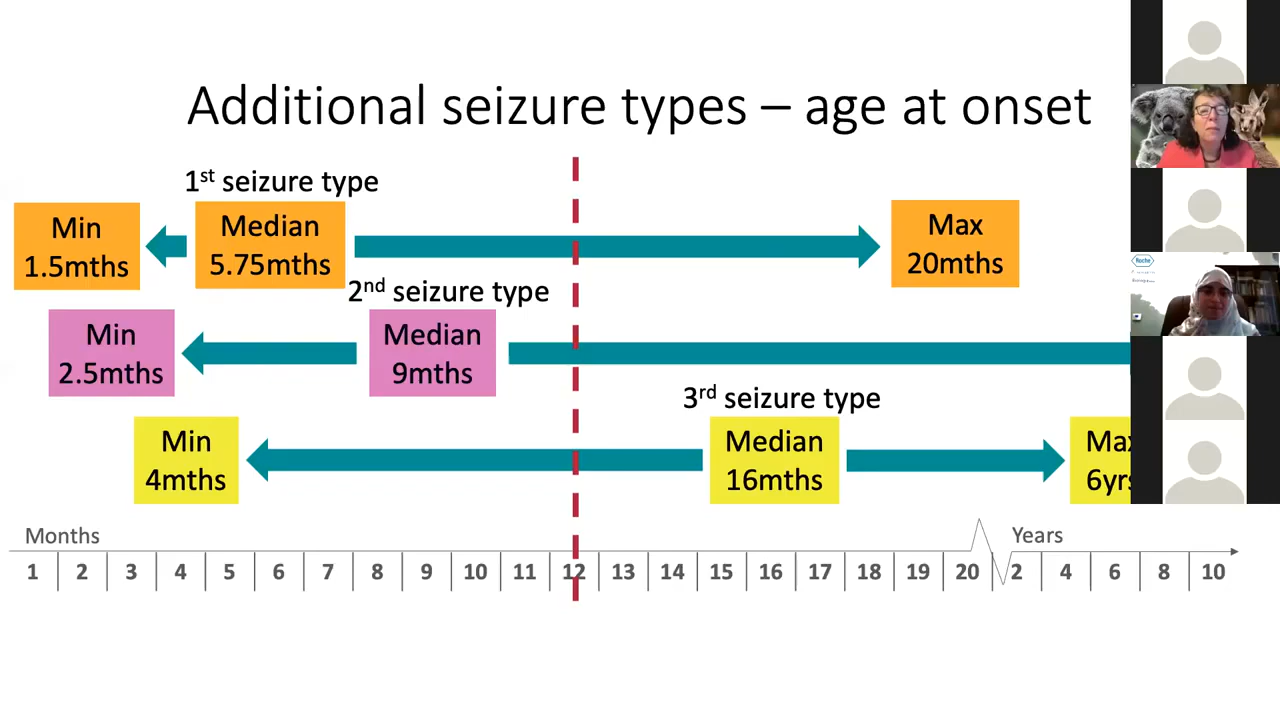 Additional seizure types – age at onset
1st seizure type
Min
1.5mths
Median
5.75mths
Max
20mths
2nd seizure type
Min
2.5mths
Median
9mths
3rd seizure type
Min
4mths
Median
16mths
Max
6yrs
Months
Years
1 2 3 4 5 6 7 8 9 10 11 12 13 14 15 16 17 18 19 20 2 4 6 8 10
Roche